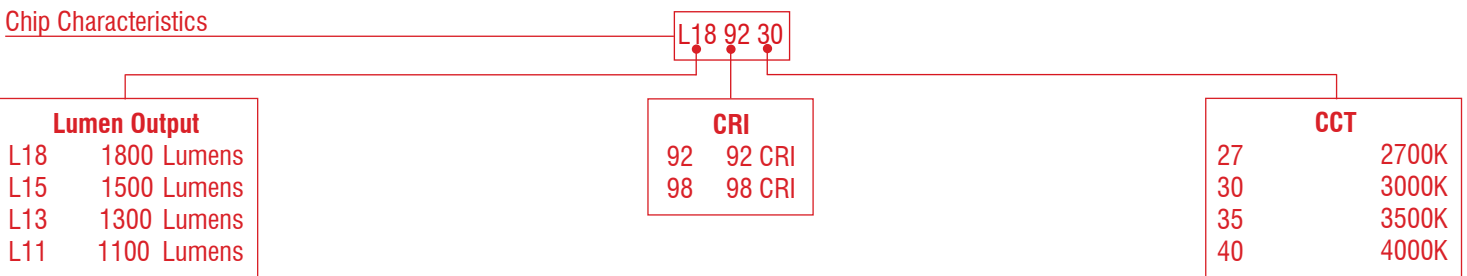 Chip Characteristics
L18 92 30
Lumen Output
L18 1800 Lumens
L15 1500 Lumens
L13 1300 Lumens
L11 1100 Lumens
CRI
92 92 CRI
98 98 CRI
CCT
27 2700K
30 3000K
35 3500K
40 4000K